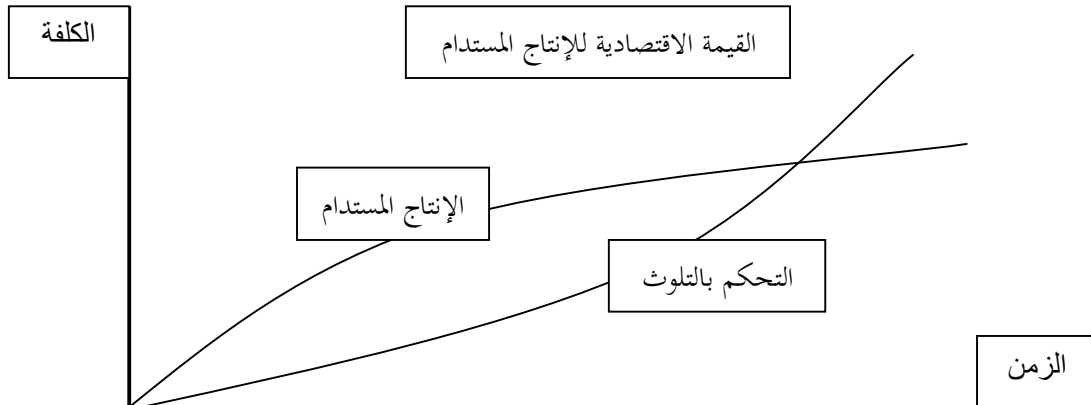 الكلفة
القيمة الاقتصادية للإنتاج المستدام
الإنتاج المستدام
التحكم بالتلوث
الزمن